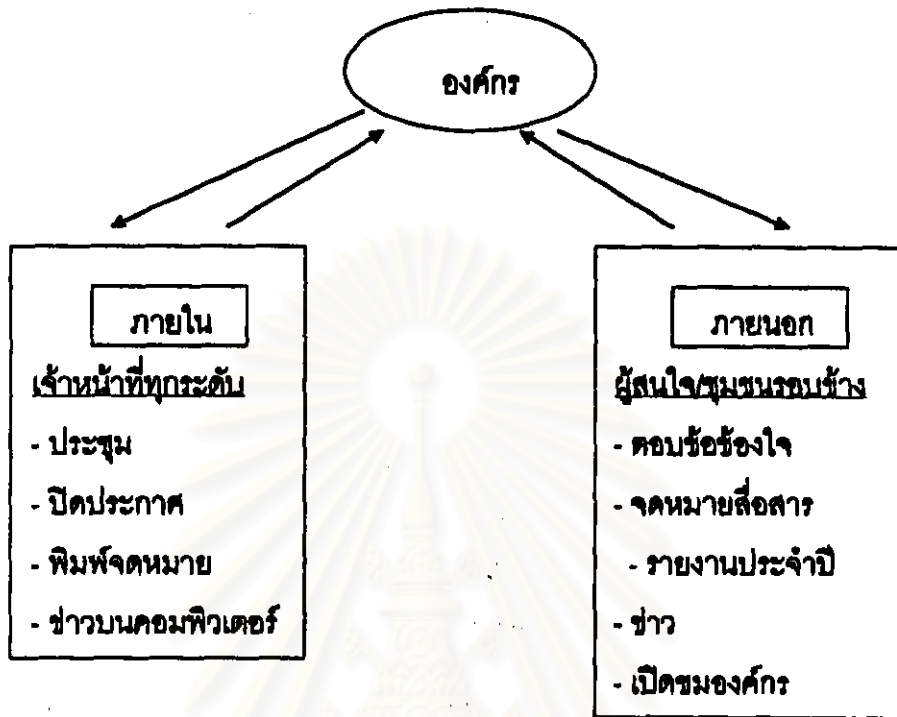 องค์กร
ภายใน
เจ้าหน้าที่ทุกระดับ
- ประชุม
- ปิดประกาศ
- พิมพ์จดหมาย
- ข่าวบนคอมพิวเตอร์
ภายนอก
ผู้สนใจ/ชุมชนรอบข้าง
- ตอบข้อข้องใจ
- จดหมายสื่อสาร
- รายงานประจำปี
- ข่าว
- เปิดชมองค์กร